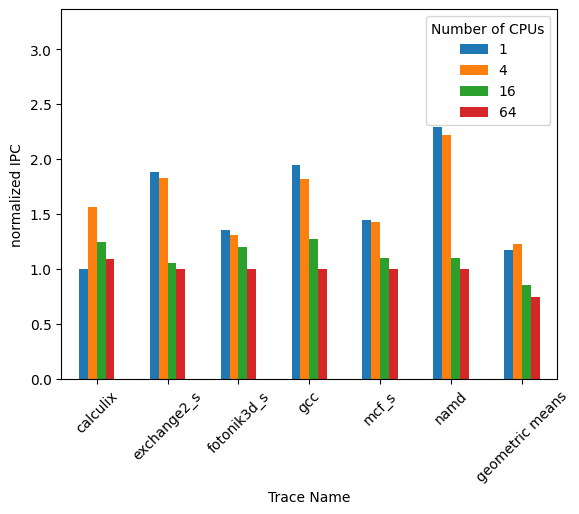 Number of CPUs
1
4
16
64
normalized IPC
3.0
2.5
2.0
1.5
1.0
0.5
0.0
calculix
exchange2_s
fotonik3d_s
gcc
mcf_s
namd
geometric means
Trace Name